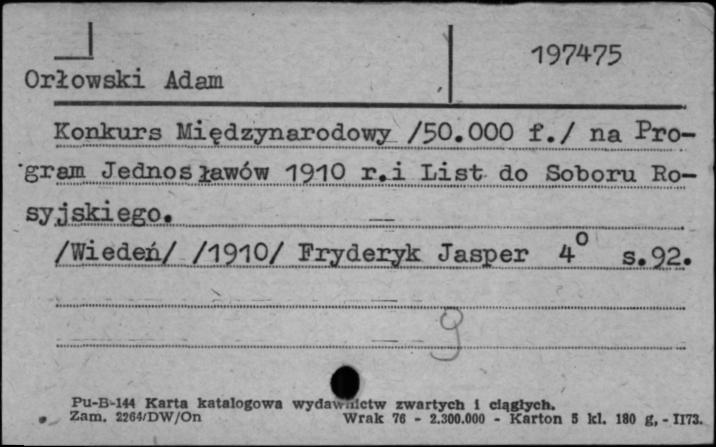 197475
Orłowski Adam
Konkurs Międzynarodowy /50.000 f./ na Pro-
gram Jednosławów 1910 r.i List do Soboru Ro-
syjskiego.
/Wiedeń/ /1910/ Fryderyk Jasper 4° s.92.
g
Pu-B-144 Karta katalogowa wydawnictw zwartych i ciągłych.
Zam. 2264/DW/On Wrak 76 - 2.300.000 - Karton 5 kl. 180 g, - II73.